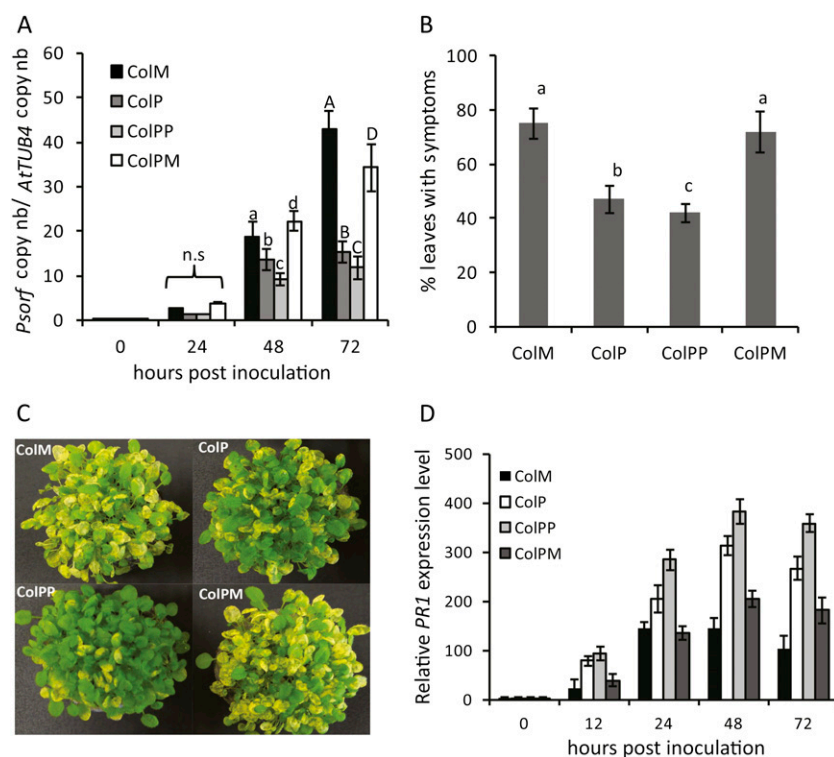 A
Psorf copy nb/ AtTUB4 copy nb
60
50
40
30
20
10
0
ColM
ColP
ColPP
ColPM
n.s
a
b
c
d
A
B
C
D
0 24 48 72
hours post inoculation
B
% leaves with symptoms
100
80
60
40
20
0
a
b
c
a
ColM ColP ColPP ColPM
C
ColM
ColP
ColPP
ColPM
D
Relative PR1 expression level
500
400
300
200
100
0
ColM
ColP
ColPP
ColPM
0 12 24 48 72
hours post inoculation